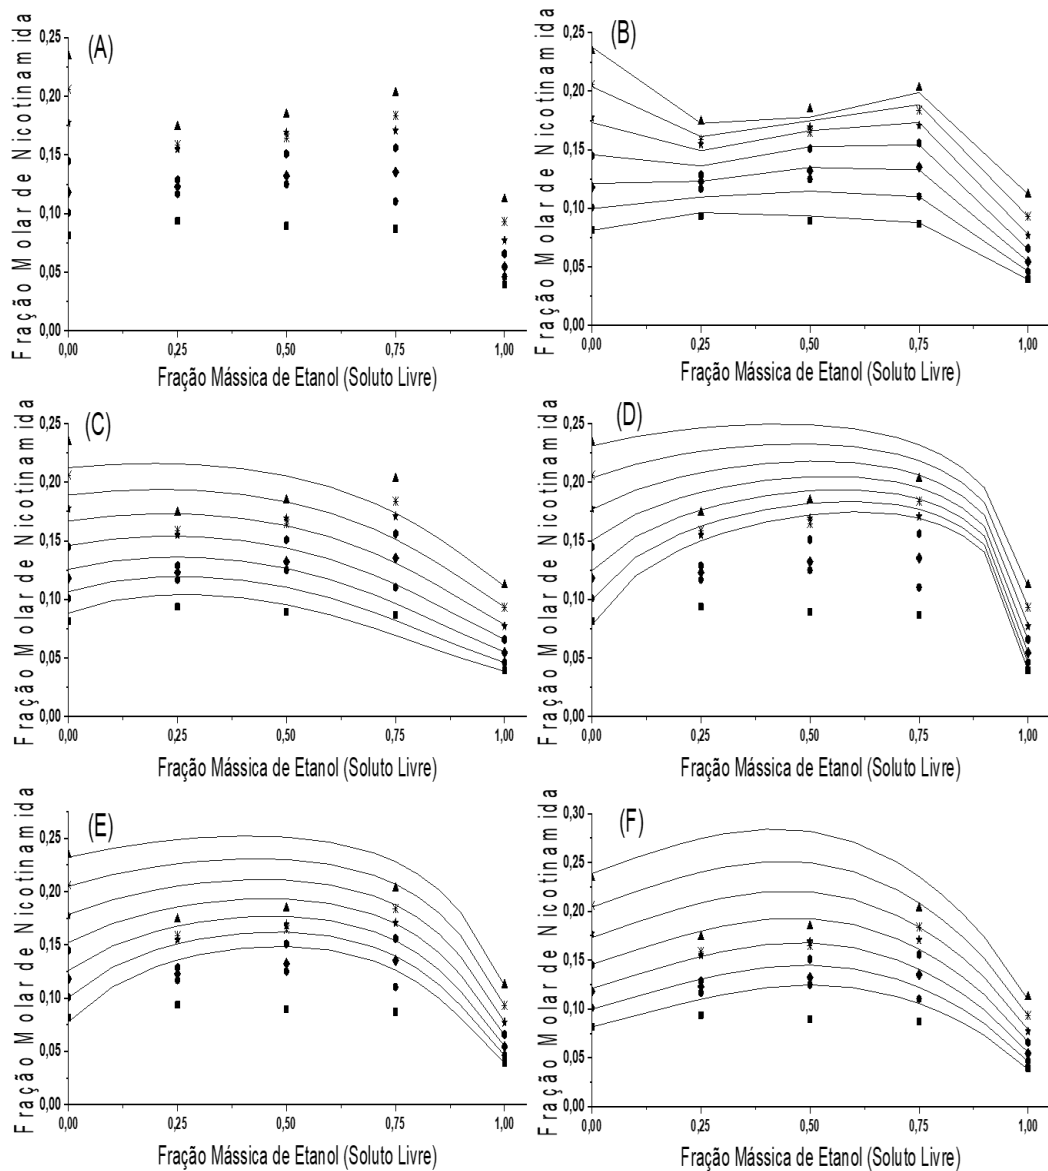 (A)
Fração Molar de Nicotinamida
0,25
0,20
0,15
0,10
0,05
0,00
0,00 0,25 0,50 0,75 1,00
Fração Mássica de Etanol (Soluto Livre)
(B)
Fração Molar de Nicotinamida
0,25
0,20
0,15
0,10
0,05
0,00
0,00 0,25 0,50 0,75 1,00
Fração Mássica de Etanol (Soluto Livre)
(C)
Fração Molar de Nicotinamida
0,25
0,20
0,15
0,10
0,05
0,00
0,00 0,25 0,50 0,75 1,00
Fração Mássica de Etanol (Soluto Livre)
(D)
Fração Molar de Nicotinamida
0,25
0,20
0,15
0,10
0,05
0,00
0,00 0,25 0,50 0,75 1,00
Fração Mássica de Etanol (Soluto Livre)
(E)
Fração Molar de Nicotinamida
0,25
0,20
0,15
0,10
0,05
0,00
0,00 0,25 0,50 0,75 1,00
Fração Mássica de Etanol (Soluto Livre)
(F)
Fração Molar de Nicotinamida
0,30
0,25
0,20
0,15
0,10
0,05
0,00
0,00 0,25 0,50 0,75 1,00
Fração Mássica de Etanol (Soluto Livre)